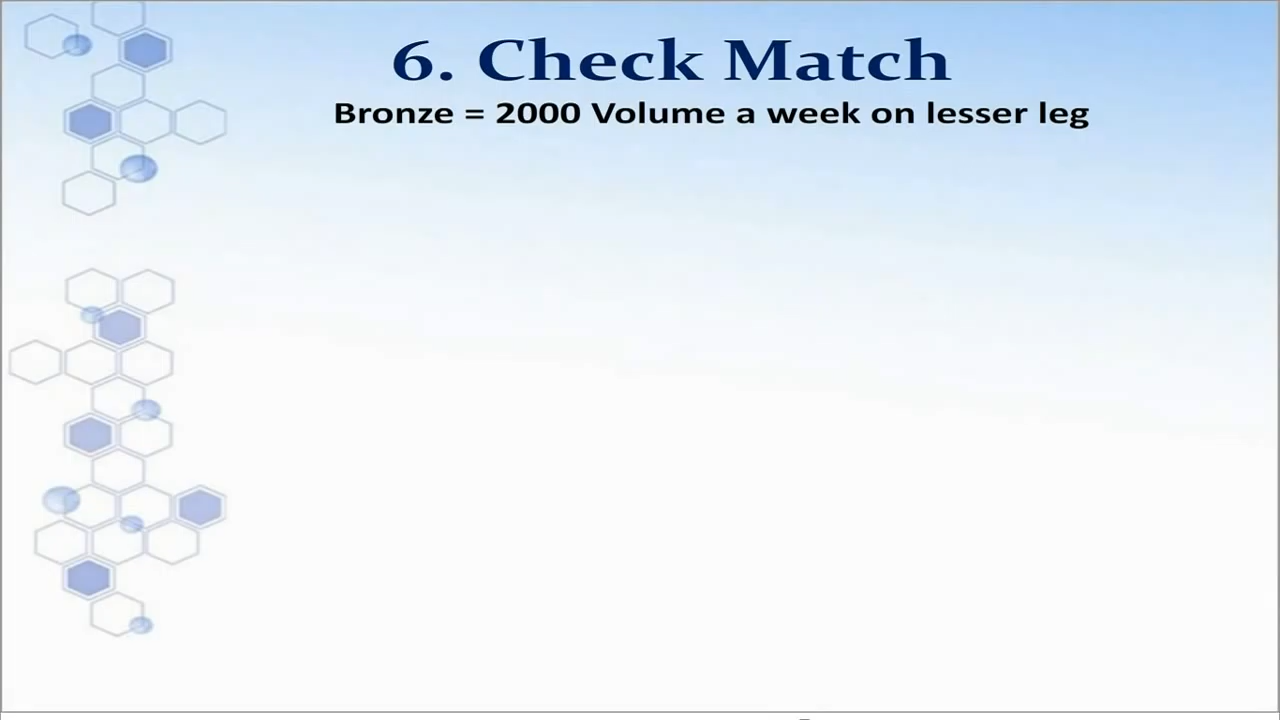 6. Check Match
Bronze = 2000 Volume a week on lesser leg